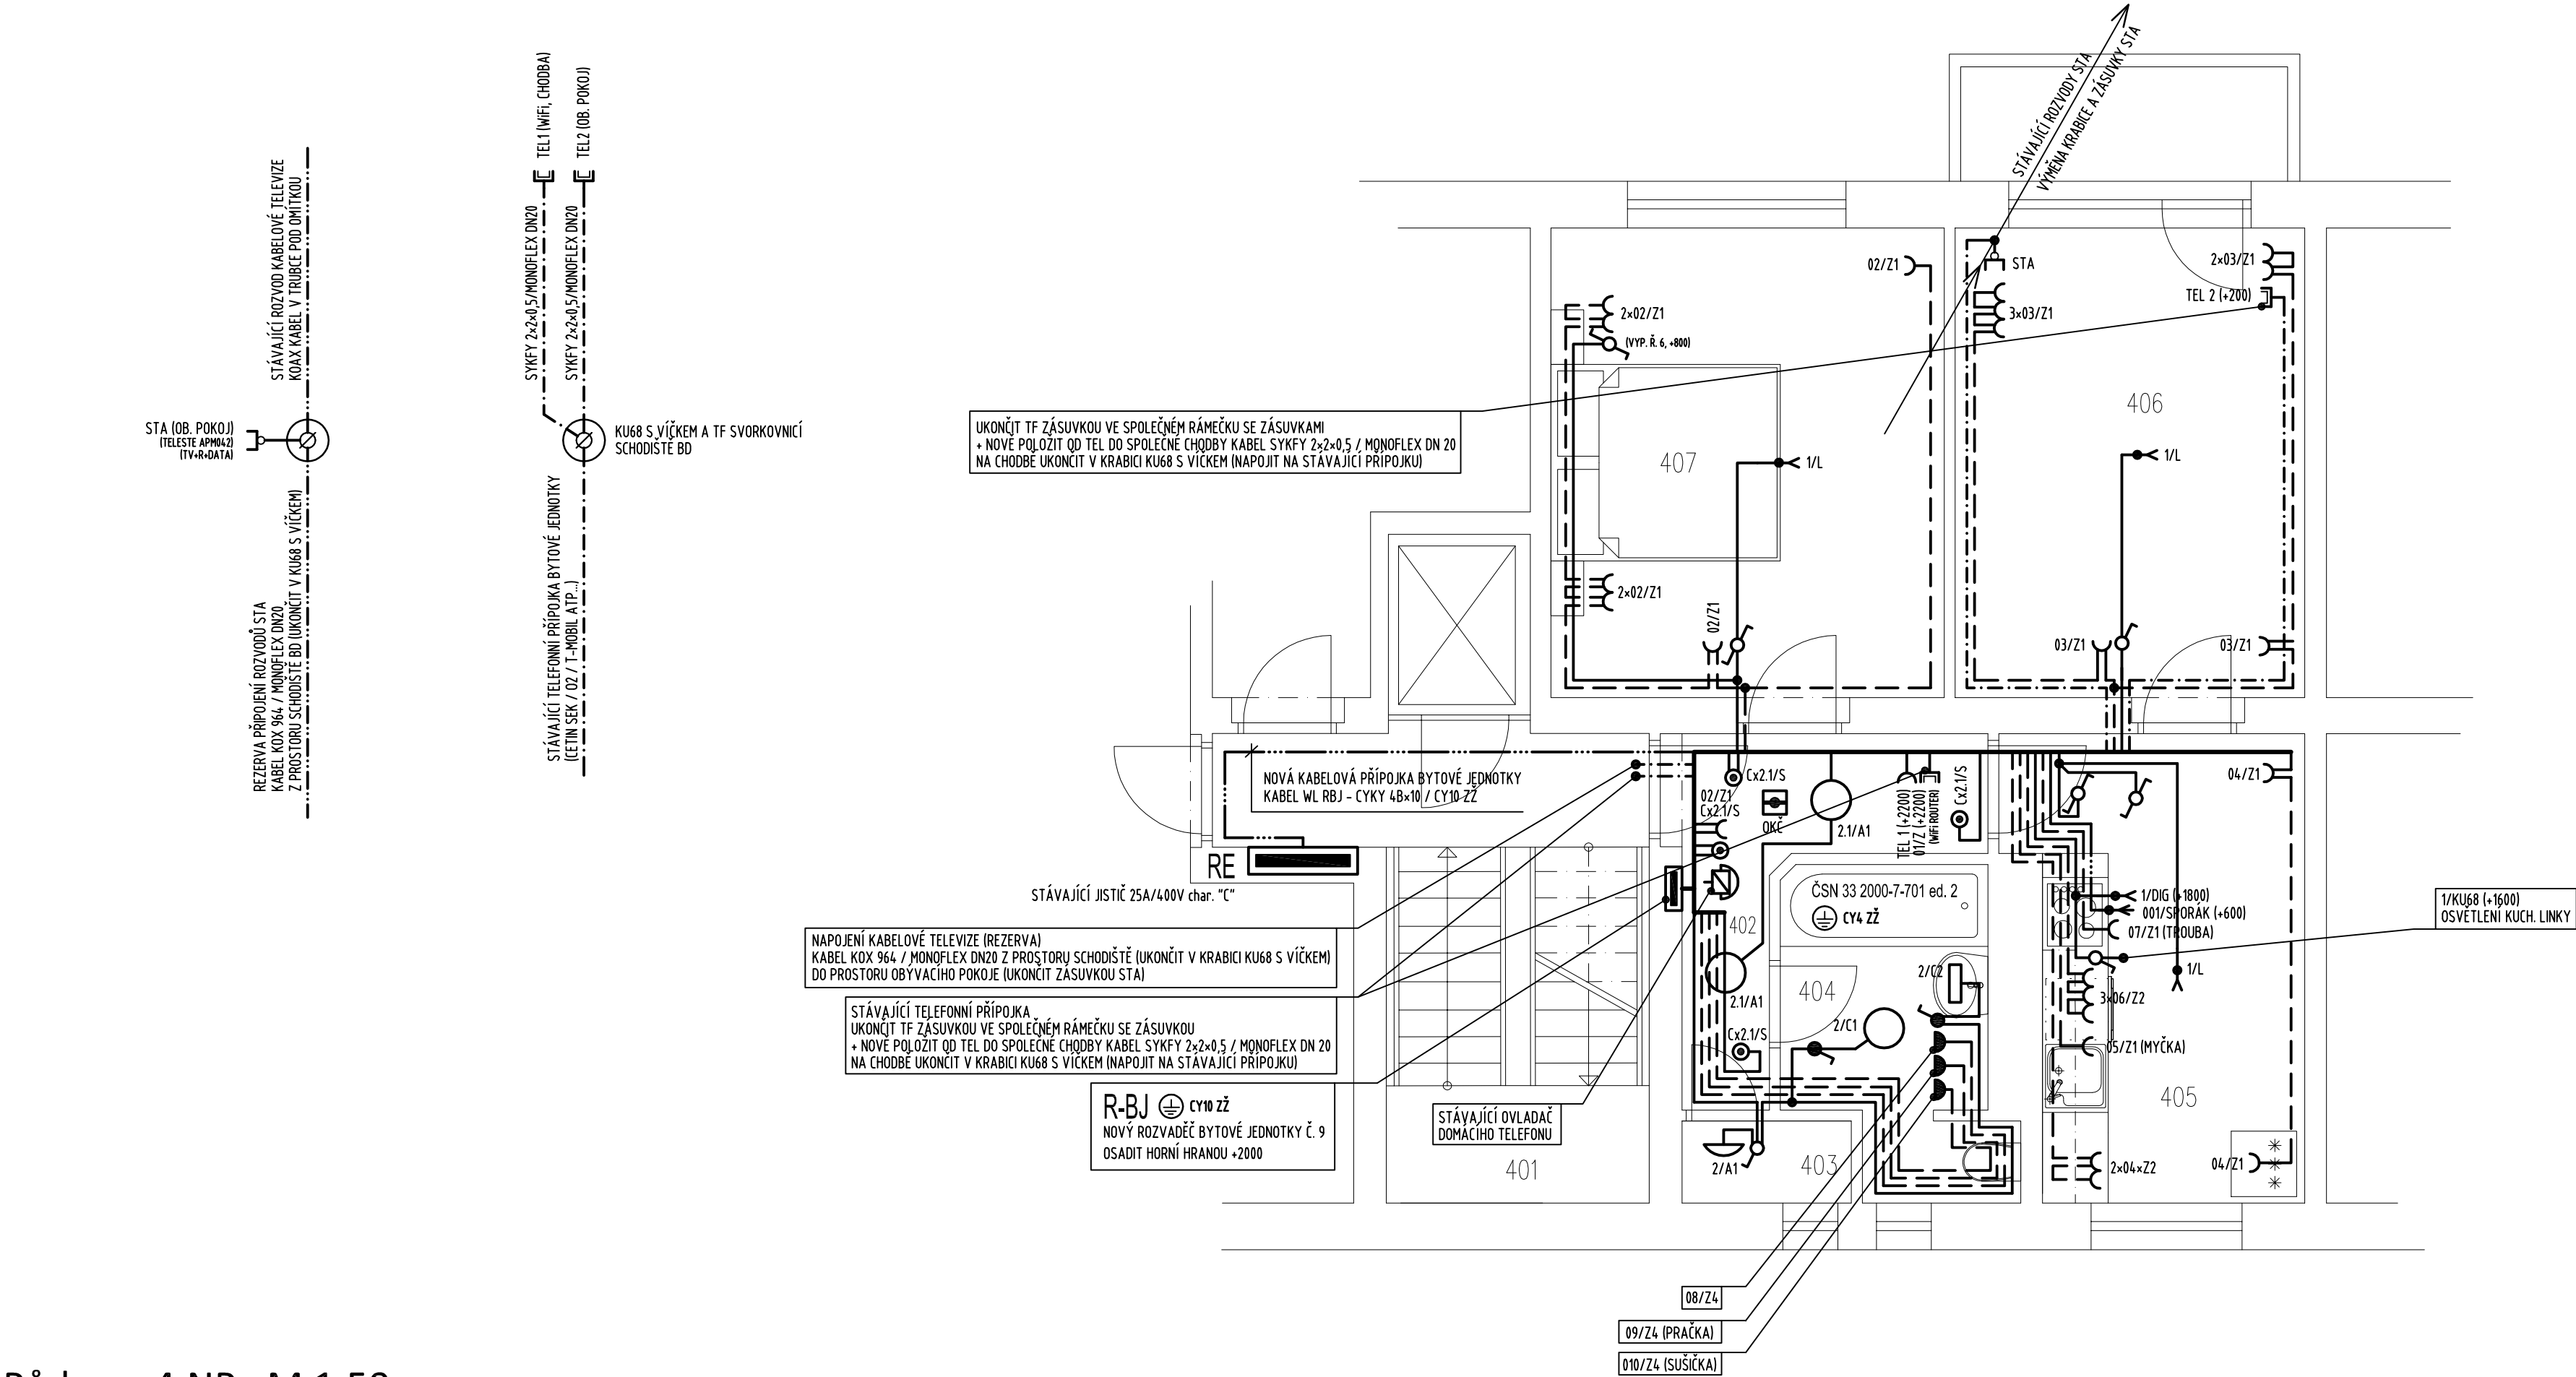 STÁVAJÍCÍ ROZVOD KABELOVÉ TELEVIZE
KOAX KABEL V TRUBCE POD OMÍTKOU
STA (OB. POKOJ)
(TELESTE APM042)
(TV+R+DATA)
REZERVA PŘIPOJENÍ ROZVODŮ STA
KABEL KOX 964 / MONOFLEX DN20
Z PROSTORU SCHODIŠTĚ BD (UKONČIT V KU68 S VÍČKEM)
TEL1 (WiFi, CHODBA)
TEL2 (OB. POKOJ)
SYKFY 2x2x0,5/MONOFLEX DN20
SYKFY 2x2x0,5/MONOFLEX DN20
KU68 S VÍČKEM A TF SVORKOVNICÍ
SCHODIŠTĚ BD
STÁVAJÍCÍ TELEFONNÍ PŘÍPOJKA BYTOVÉ JEDNOTKY
(CETIN SEK / O2 / T-MOBIL ATP...)
STÁVAJÍCÍ ROZVODY STA
VÝMĚNA KRABICE A ZÁSUVKY STA
02/Z1
STA
2×03/Z1
TEL 2 (+200)
2×02/Z1
3×03/Z1
(VYP. Ř. 6, +800)
406
UKONČIT TF ZÁSUVKOU VE SPOLEČNÉM RÁMEČKU SE ZÁSUVKAMI
+ NOVĚ POLOŽIT OD TEL DO SPOLEČNÉ CHODBY KABEL SYKFY 2x2x0,5 / MONOFLEX DN 20
NA CHODBĚ UKONČIT V KRABICI KU68 S VÍČKEM (NAPOJIT NA STÁVAJÍCÍ PŘÍPOJKU)
407
1/L
1/L
2×02/Z1
02/Z1
03/Z1
03/Z1
NOVÁ KABELOVÁ PŘÍPOJKA BYTOVÉ JEDNOTKY
KABEL WL RBJ - CYKY 4B×10 / CY10 ZŽ
Cx2.1/S
02/Z1
Cx2.1/S
OKČ
2.1/A1
TEL 1 (+2200)
01/Z (+2200)
(WiFi ROUTER)
Cx2.1/S
04/Z1
RE
STÁVAJÍCÍ JISTIČ 25A/400V char. "C"
ČSN 33 2000-7-701 ed. 2
CY4 ZŽ
402
1/DIG (+1800)
001/SPORÁK (+600)
07/Z1 (TROUBA)
1/KU68 (+1600)
OSVĚTLENÍ KUCH. LINKY
NAPOJENÍ KABELOVÉ TELEVIZE (REZERVA)
KABEL KOX 964 / MONOFLEX DN20 Z PROSTORU SCHODIŠTĚ (UKONČIT V KRABICI KU68 S VÍČKEM)
DO PROSTORU OBÝVACÍHO POKOJE (UKONČIT ZÁSUVKOU STA)
2.1/A1
404
2/C2
1/L
3×06/Z2
STÁVAJÍCÍ TELEFONNÍ PŘÍPOJKA
UKONČIT TF ZÁSUVKOU VE SPOLEČNÉM RÁMEČKU SE ZÁSUVKOU
+ NOVĚ POLOŽIT OD TEL DO SPOLEČNÉ CHODBY KABEL SYKFY 2x2x0,5 / MONOFLEX DN 20
NA CHODBĚ UKONČIT V KRABICI KU68 S VÍČKEM (NAPOJIT NA STÁVAJÍCÍ PŘÍPOJKU)
Cx2.1/S
2/C1
05/Z1 (MYČKA)
405
R-BJ CY10 ZŽ
NOVÝ ROZVADĚČ BYTOVÉ JEDNOTKY Č. 9
OSADIT HORNÍ HRANOU +2000
STÁVAJÍCÍ OVLADAČ
DOMÁCÍHO TELEFONU
401
2/A1
403
2×04×Z2
04/Z1
08/Z4
09/Z4 (PRAČKA)
010/Z4 (SUŠIČKA)